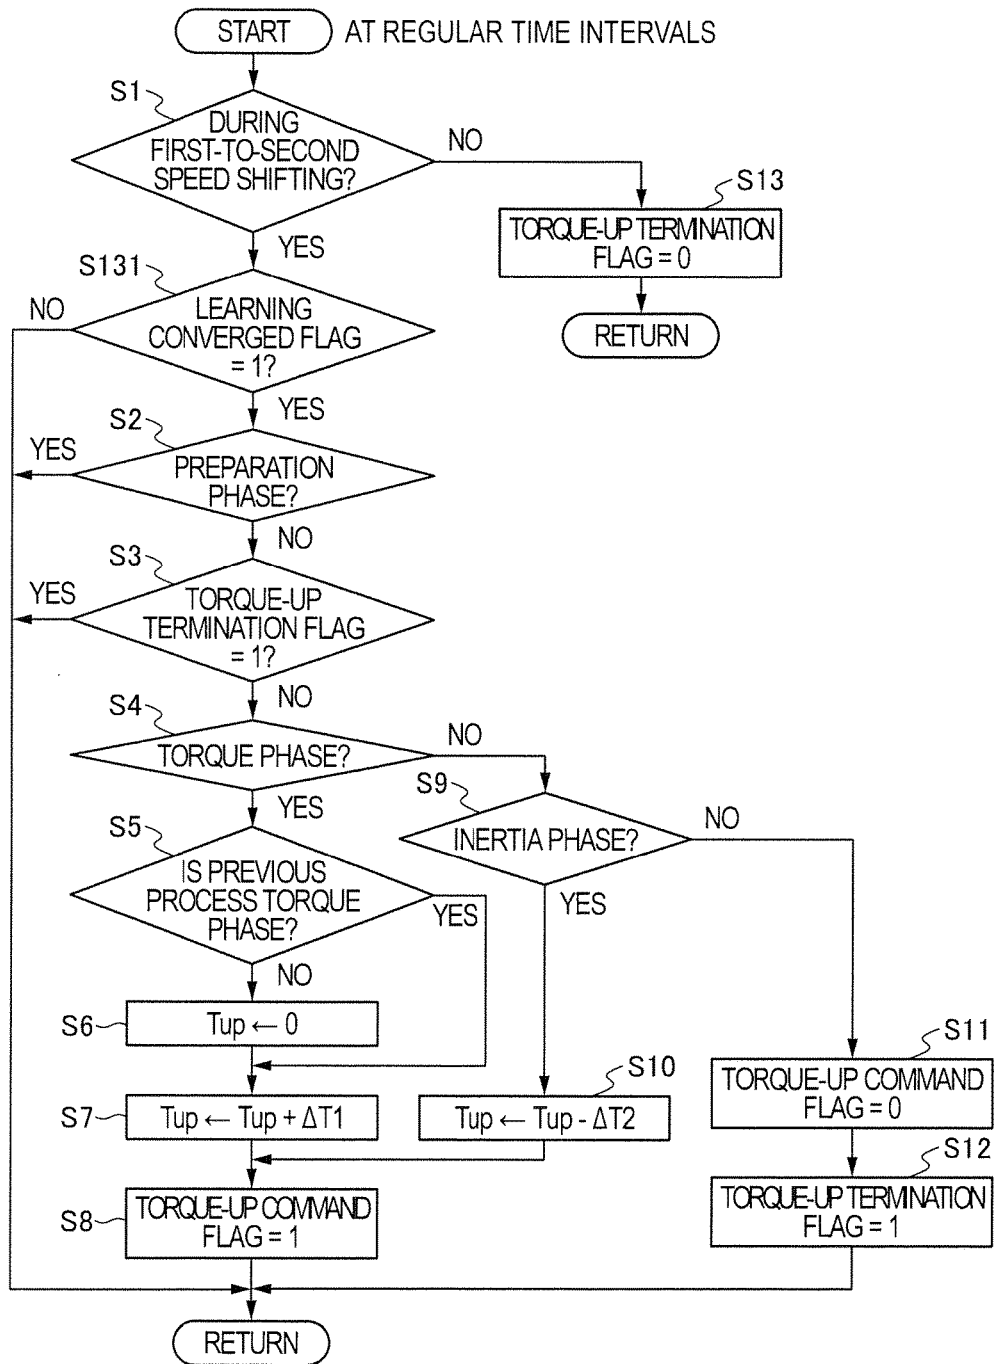 START AT REGULAR TIME INTERVALS
S1
DURING
FIRST-TO-SECOND
SPEED SHIFTING?
NO
YES
S13
TORQUE-UP TERMINATION
FLAG = 0
RETURN
S131
NO
LEARNING
CONVERGED FLAG
= 1?
YES
S2
YES
PREPARATION
PHASE?
NO
S3
YES
TORQUE-UP
TERMINATION FLAG
= 1?
NO
S4
TORQUE PHASE?
NO
YES
S9
INERTIA PHASE?
NO
YES
S5
IS PREVIOUS
PROCESS TORQUE
PHASE?
YES
NO
S6
Tup ← 0
S7
Tup ← Tup + ΔT1
S10
Tup ← Tup - ΔT2
S11
TORQUE-UP COMMAND
FLAG = 0
S8
TORQUE-UP COMMAND
FLAG = 1
S12
TORQUE-UP TERMINATION
FLAG = 1
RETURN